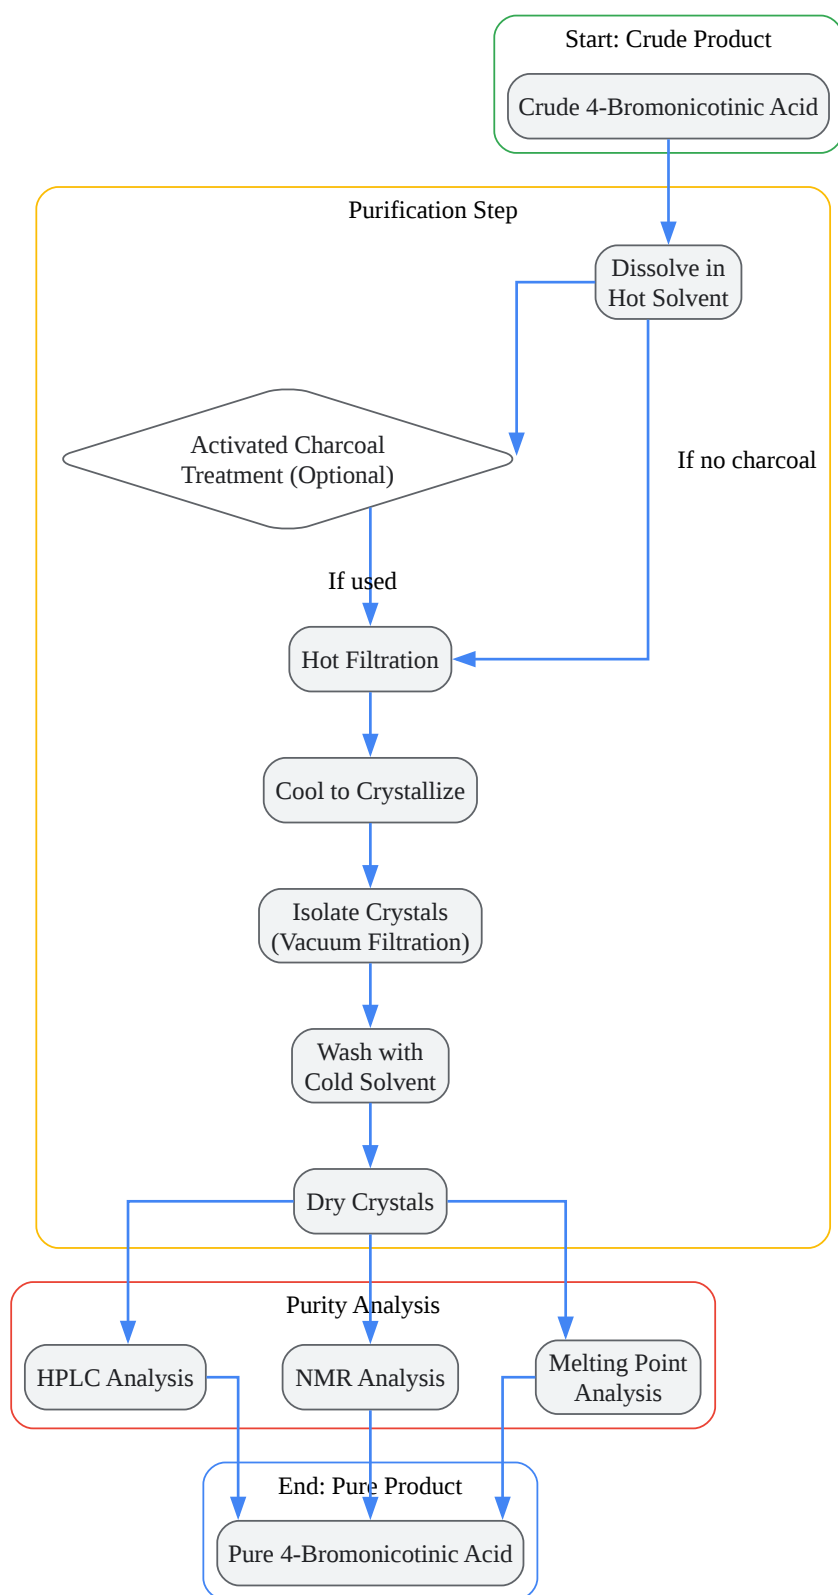 Start: Crude Product
Crude 4-Bromonicotinic Acid
Purification Step
Dissolve in
Hot Solvent
Activated Charcoal
Treatment (Optional)
If no charcoal
If used
Hot Filtration
Cool to Crystallize
Isolate Crystals
(Vacuum Filtration)
Wash with
Cold Solvent
Dry Crystals
Purity Analysis
HPLC Analysis
NMR Analysis
Melting Point
Analysis
End: Pure Product
Pure 4-Bromonicotinic Acid